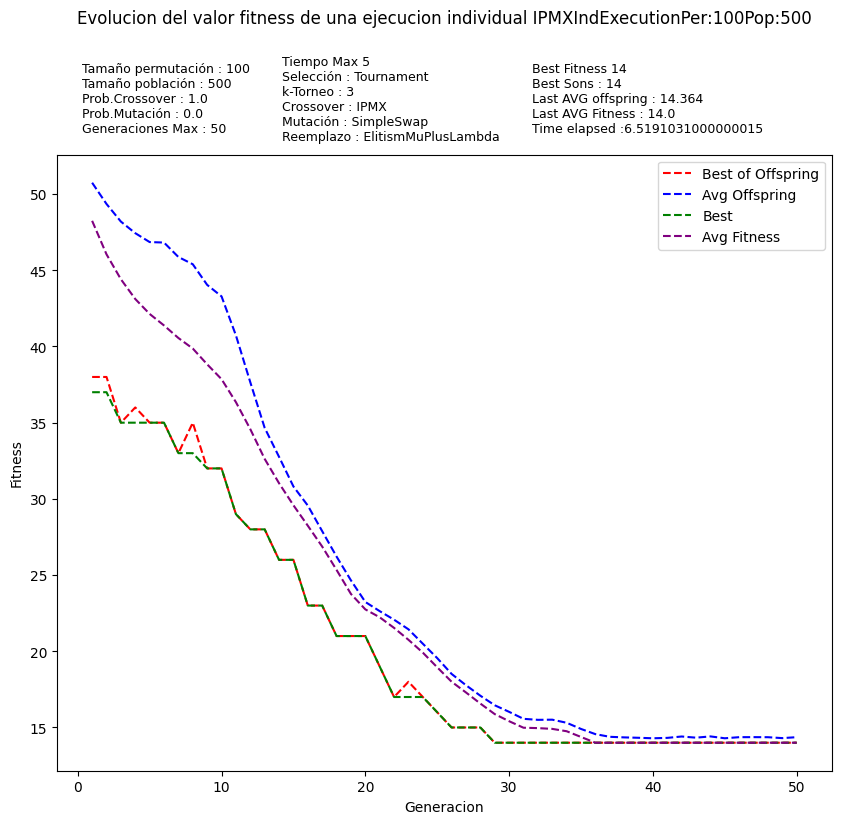 Evolucion del valor fitness de una ejecucion individual IPMXIndExecutionPer:100Pop:500
Tamaño permutación : 100
Tamaño población : 500
Prob.Crossover : 1.0
Prob.Mutación : 0.0
Generaciones Max : 50
Tiempo Max 5
Selección : Tournament
k-Torneo : 3
Crossover : IPMX
Mutación : SimpleSwap
Reemplazo : ElitismMuPlusLambda
Best Fitness 14
Best Sons : 14
Last AVG offspring : 14.364
Last AVG Fitness : 14.0
Time elapsed :6.5191031000000015
Best of Offspring
Avg Offspring
Best
Avg Fitness
Fitness
50
45
40
35
30
25
20
15
0
10
20
30
40
50
Generacion